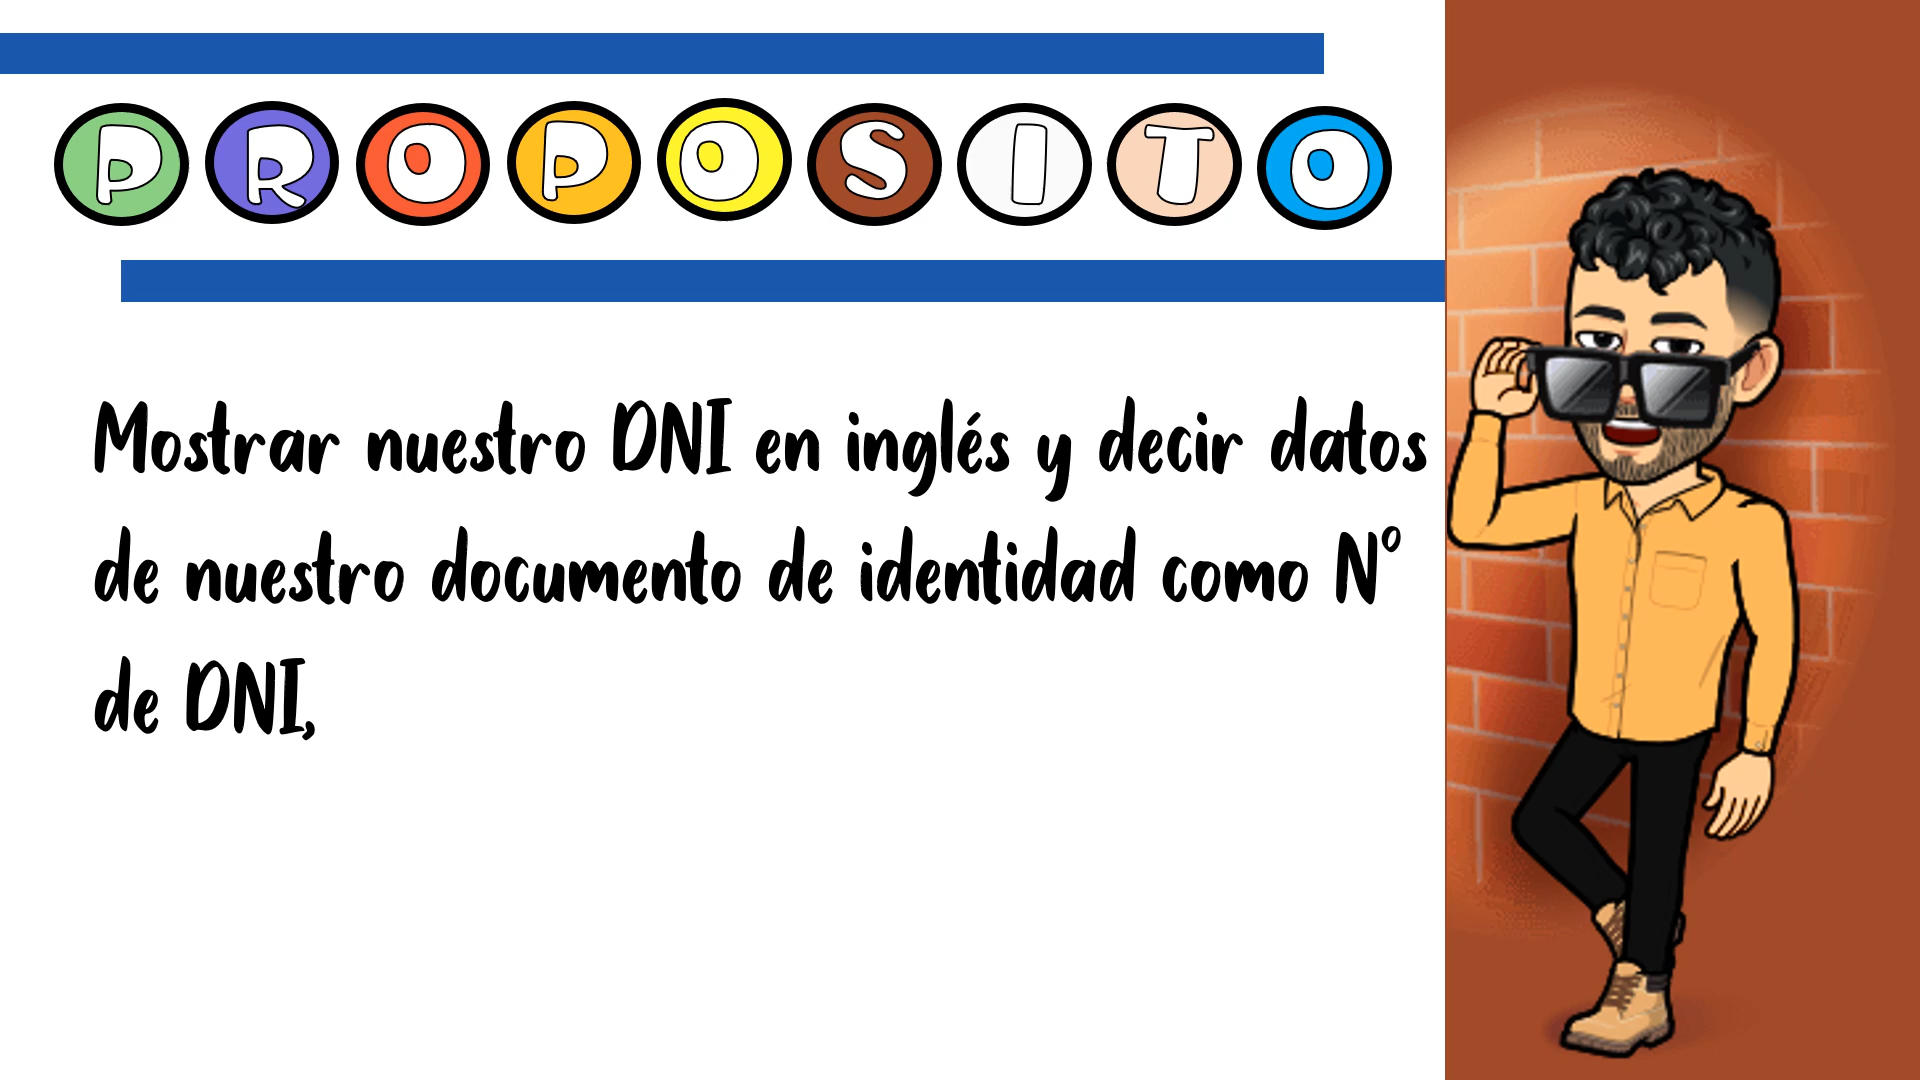 PROPOSITO
Mostrar nuestro DNI en inglés y decir datos
de nuestro documento de identidad como N°
de DNI,